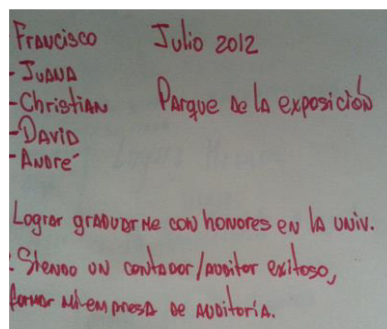 Francisco Julio 2012
- Juana
- Christian Parque de la exposición
- David
- André
Lograr graduarme con honores en la univ.
- Siendo un contador/auditor exitoso,
formar mi empresa de auditoría.